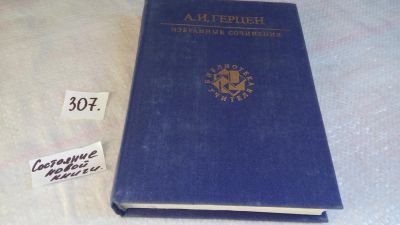 А.И.ГЕРЦЕН
ИЗБРАННЫЕ СОЧИНЕНИЯ
БИБЛИОТЕКА
УЧИТЕЛЯ
307.
Состояние
новой
книги.